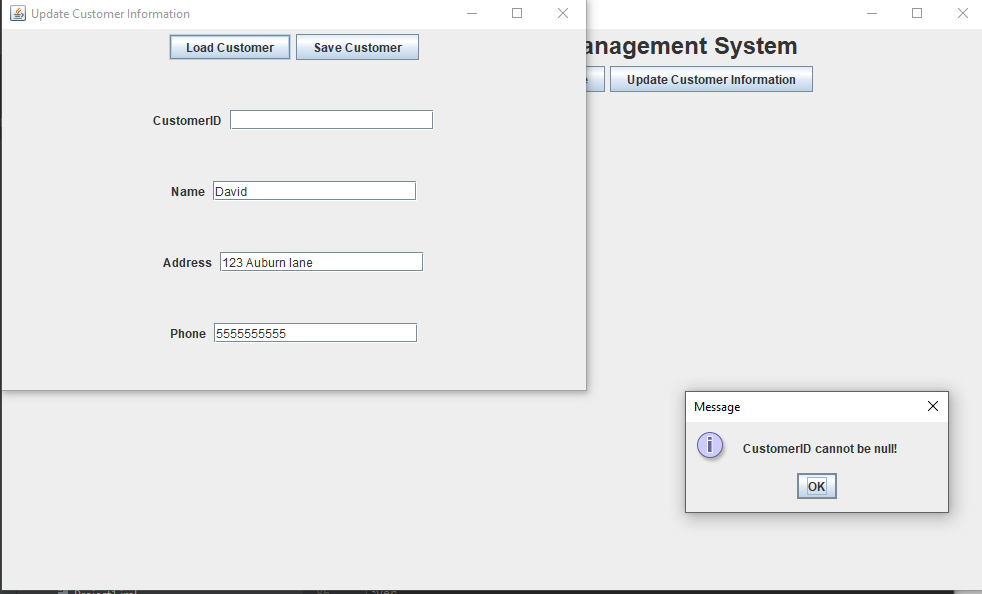 Update Customer Information
Load Customer Save Customer
anagement System
Update Customer Information
CustomerID
Name David
Address 123 Auburn lane
Phone 5555555555
Message
CustomerID cannot be null!
OK